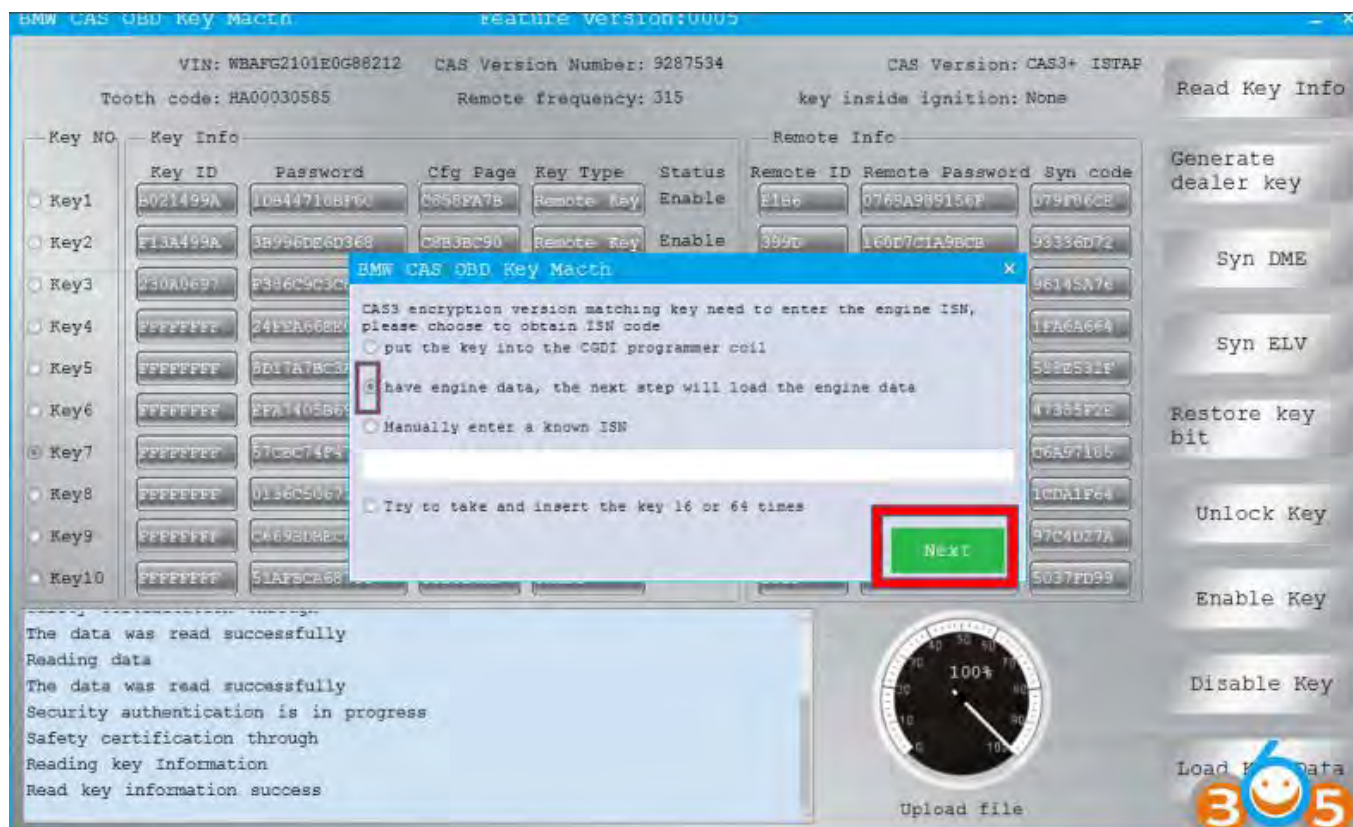 BMW CAS OBD Key Macth Feature Version:0005
VIN: WBAFG2101E0G88212 CAS Version Number: 9287534 CAS Version: CAS3+ ISTAP
Tooth code: HA00030585 Remote frequency: 315 key inside ignition: None
Read Key Info
Key NO Key Info Remote Info
Key ID Password Cfg Page Key Type Status Remote ID Remote Password Syn code
Key1 B021499A Remote Key Enable E1B6 0765A989156F D79F06CE
Key2 F13A499A 3B996DE6D368 C8B3BC90 Remote Key Enable 399D 160D7C1A9BCB 93336D72
Key3 230A0697 96145A76
Key4 FFFFFFFF 1FA6A664
Key5 FFFFFFFF
Key6 FFFFFFFF
Key7 FFFFFFFF
Key8 FFFFFFFF 1CDA1F64
Key9 FFFFFFFF 97C4D27A
Key10 FFFFFFFF 5037FD99
Generate
dealer key
Syn DME
Syn ELV
Restore key
bit
Unlock Key
Enable Key
Disable Key
Load Data
BMW CAS OBD Key Macth
CAS3 encryption version matching key need to enter the engine ISN,
please choose to obtain ISN code
put the key into the CGDI programmer coil
have engine data, the next step will load the engine data
Manually enter a known ISN
Try to take and insert the key 16 or 64 times
Next
The data was read successfully
Reading data
The data was read successfully
Security authentication is in progress
Safety certification through
Reading key Information
Read key information success
100%
Upload file
365